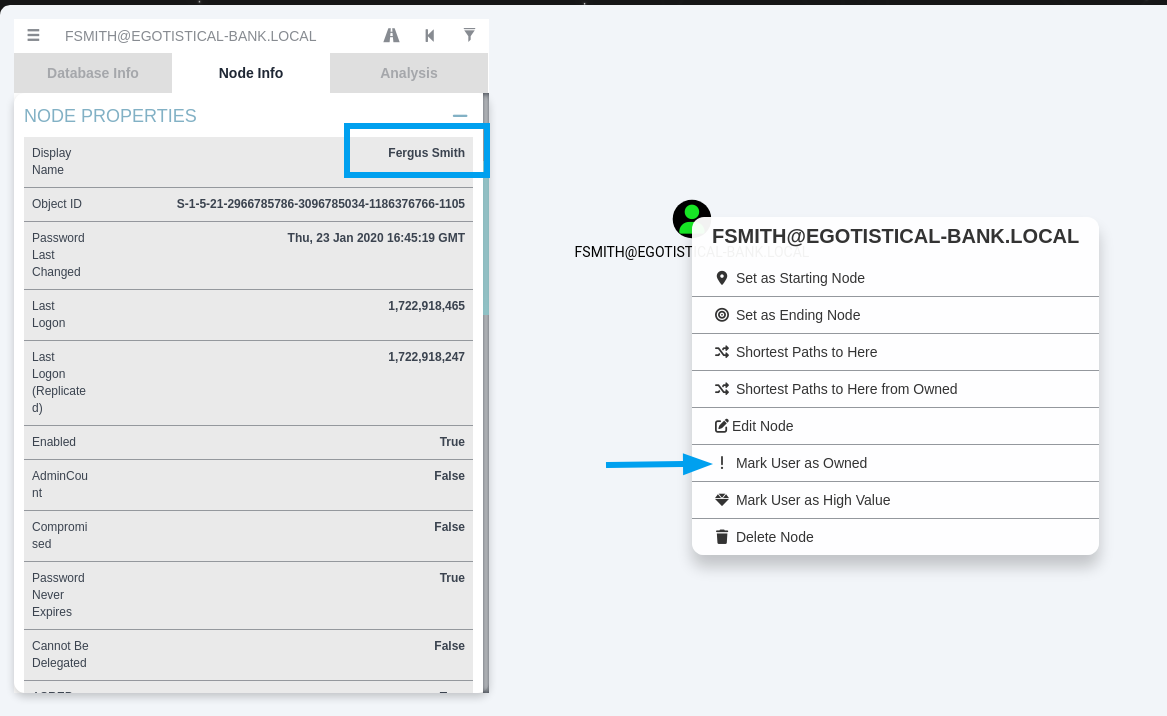 FSMITH@EGOTISTICAL-BANK.LOCAL
Database Info
Node Info
Analysis
NODE PROPERTIES
Display
Name
Fergus Smith
Object ID
S-1-5-21-2966785786-3096785034-1186376766-1105
Password
Last
Changed
Thu, 23 Jan 2020 16:45:19 GMT
Last
Logon
1,722,918,465
Last
Logon
(Replicate
d)
1,722,918,247
Enabled
True
AdminCou
nt
False
Compromi
sed
False
Password
Never
Expires
True
Cannot Be
Delegated
False
FSMITH@EGOTISTICAL-BANK.LOCAL
FSMITH@EGOTISTICAL-BANK.LOCAL
Set as Starting Node
Set as Ending Node
Shortest Paths to Here
Shortest Paths to Here from Owned
Edit Node
Mark User as Owned
Mark User as High Value
Delete Node